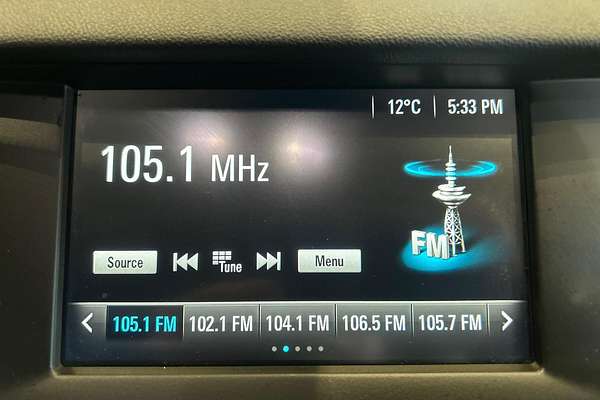 12°C 5:33 PM
105.1 MHz
FM
Source Tune Menu
105.1 FM 102.1 FM 104.1 FM 106.5 FM 105.7 FM